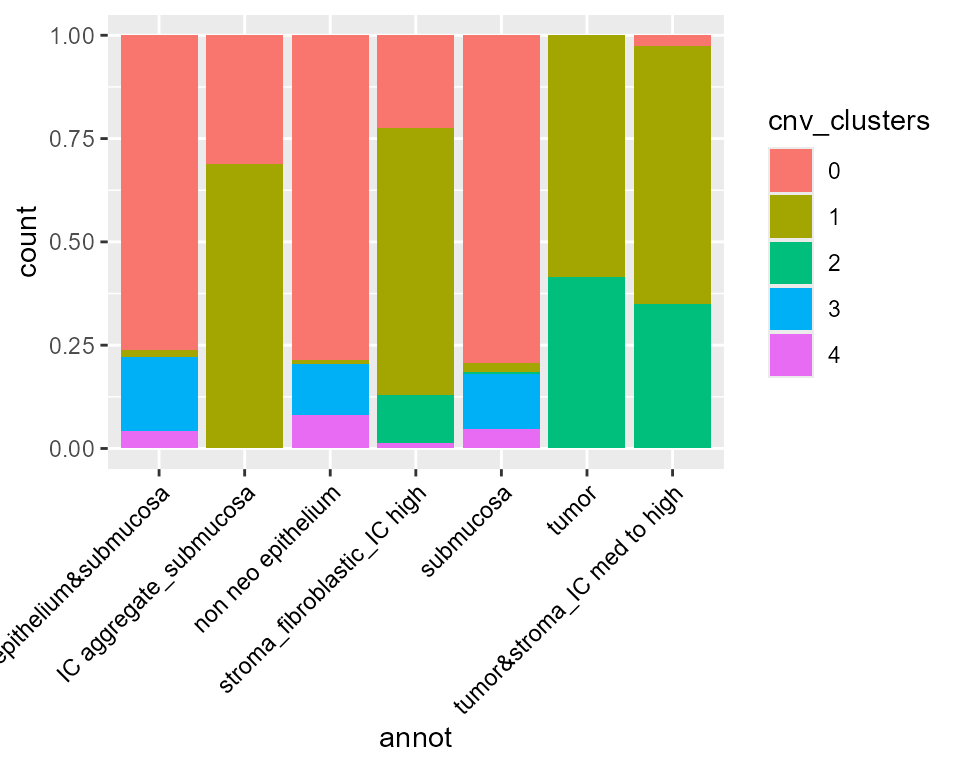 count
1.00
0.75
0.50
0.25
0.00
epithelium&submucosa
IC aggregate_submucosa
non neo epithelium
stroma_fibroblastic_IC high
submucosa
tumor
tumor&stroma_IC med to high
annot
cnv_clusters
0
1
2
3
4